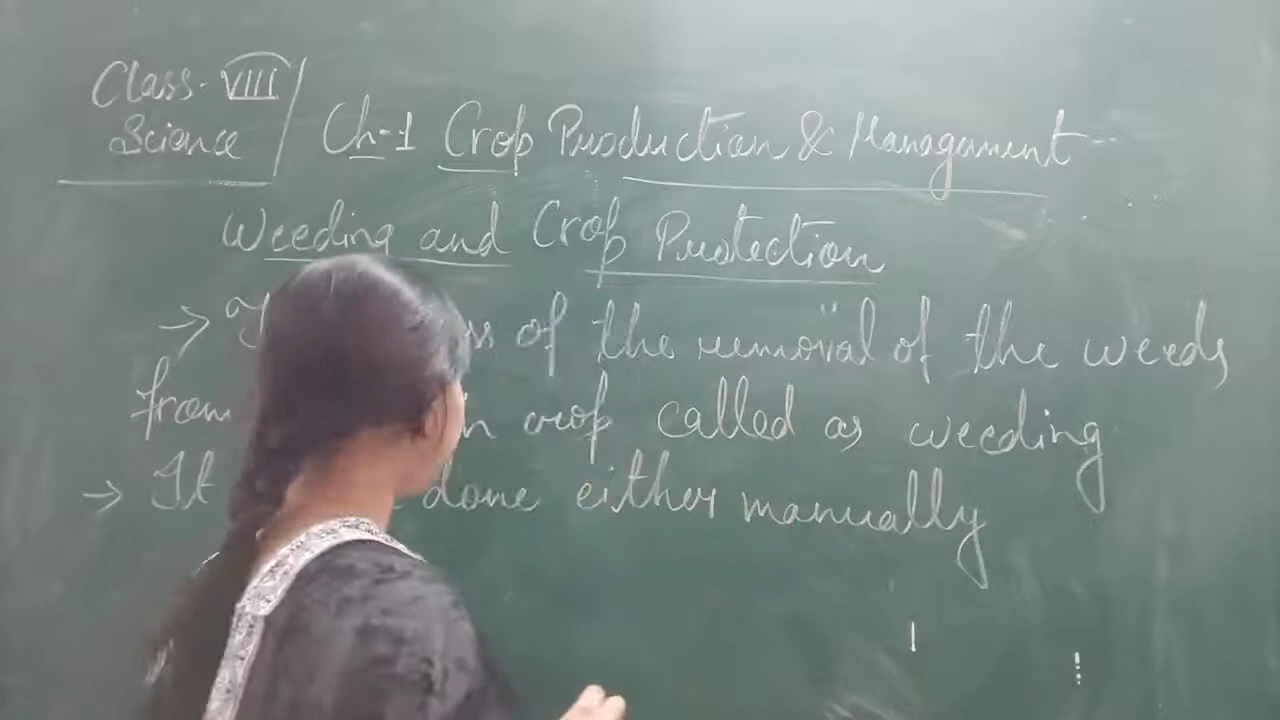 Class - VIII
Science
Ch-1 Crop Production & Management
Weeding and Crop Protection
→ of the removal of the weeds
from crop called as weeding
→ It done either manually